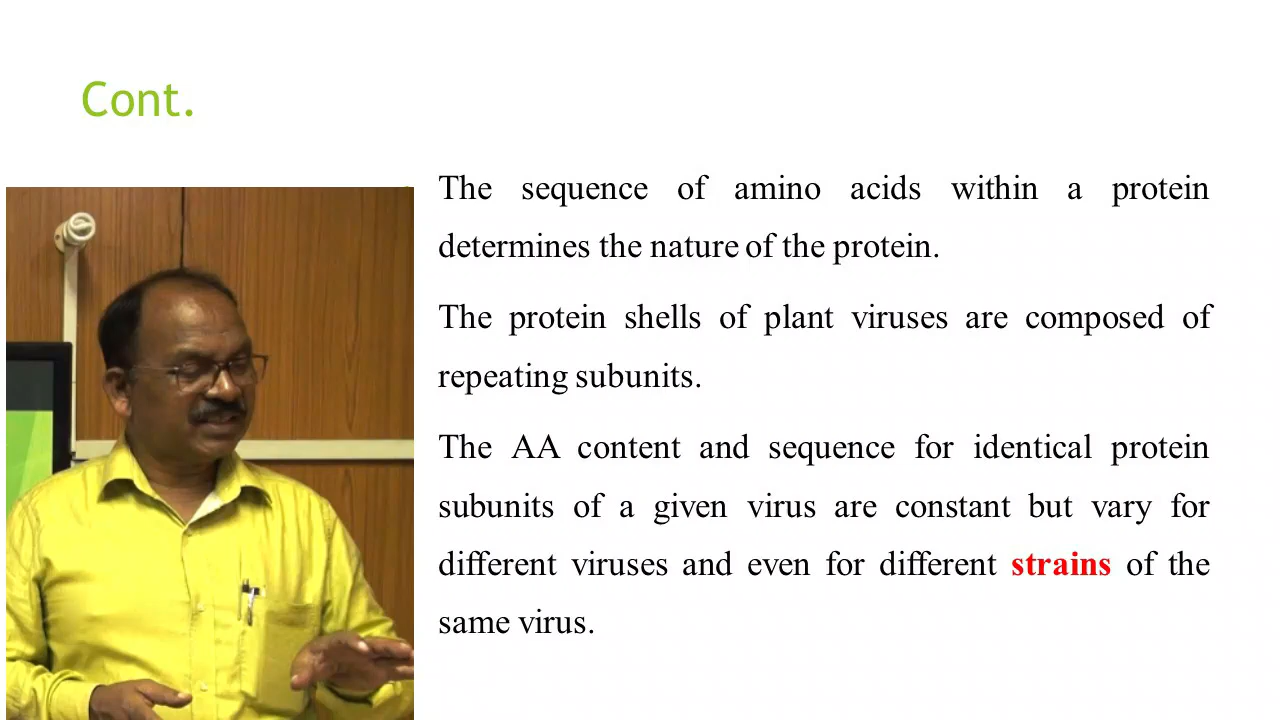 Cont.
The sequence of amino acids within a protein
determines the nature of the protein.
The protein shells of plant viruses are composed of
repeating subunits.
The AA content and sequence for identical protein
subunits of a given virus are constant but vary for
different viruses and even for different strains of the
same virus.